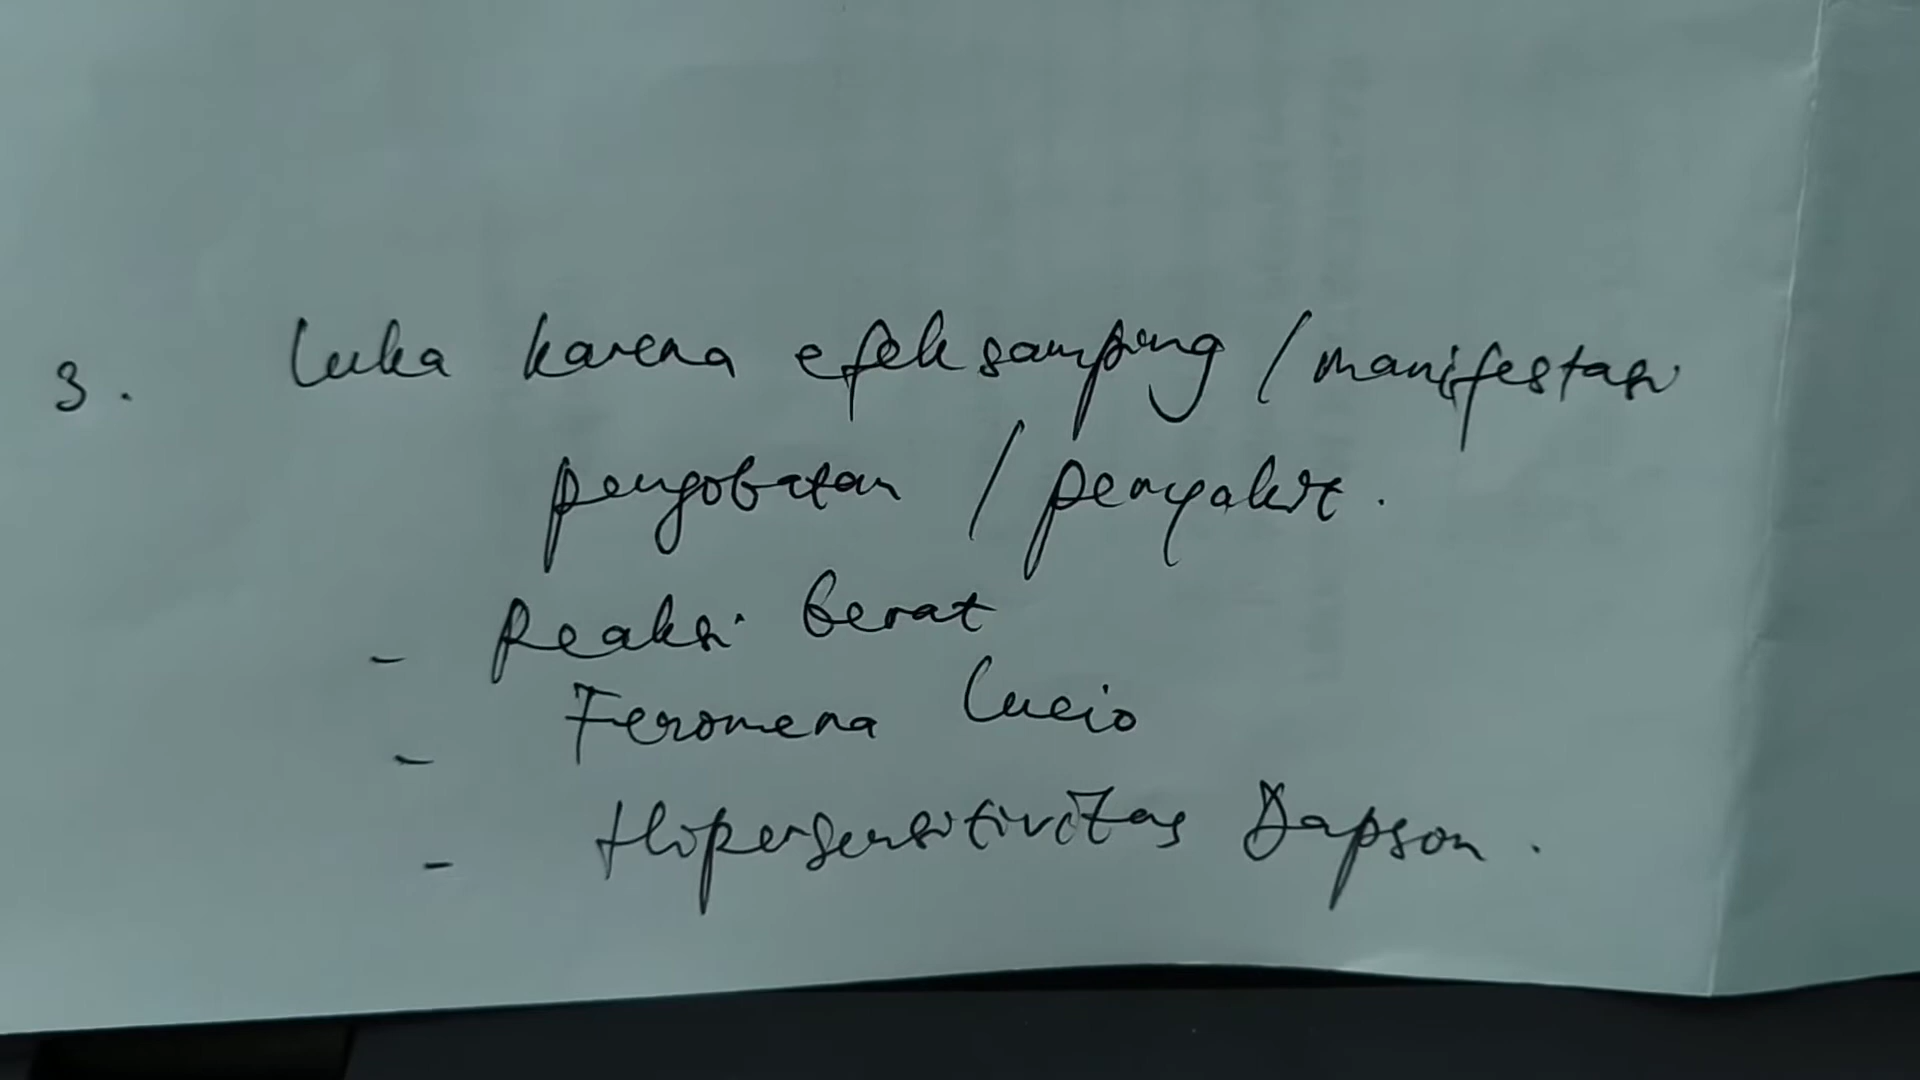 3. Luka karena efek samping / manifestasi
pengobatan / penyakit.
- Reaksi berat
- Fenomena Lucio
- Hipersensitivitas Dapson.